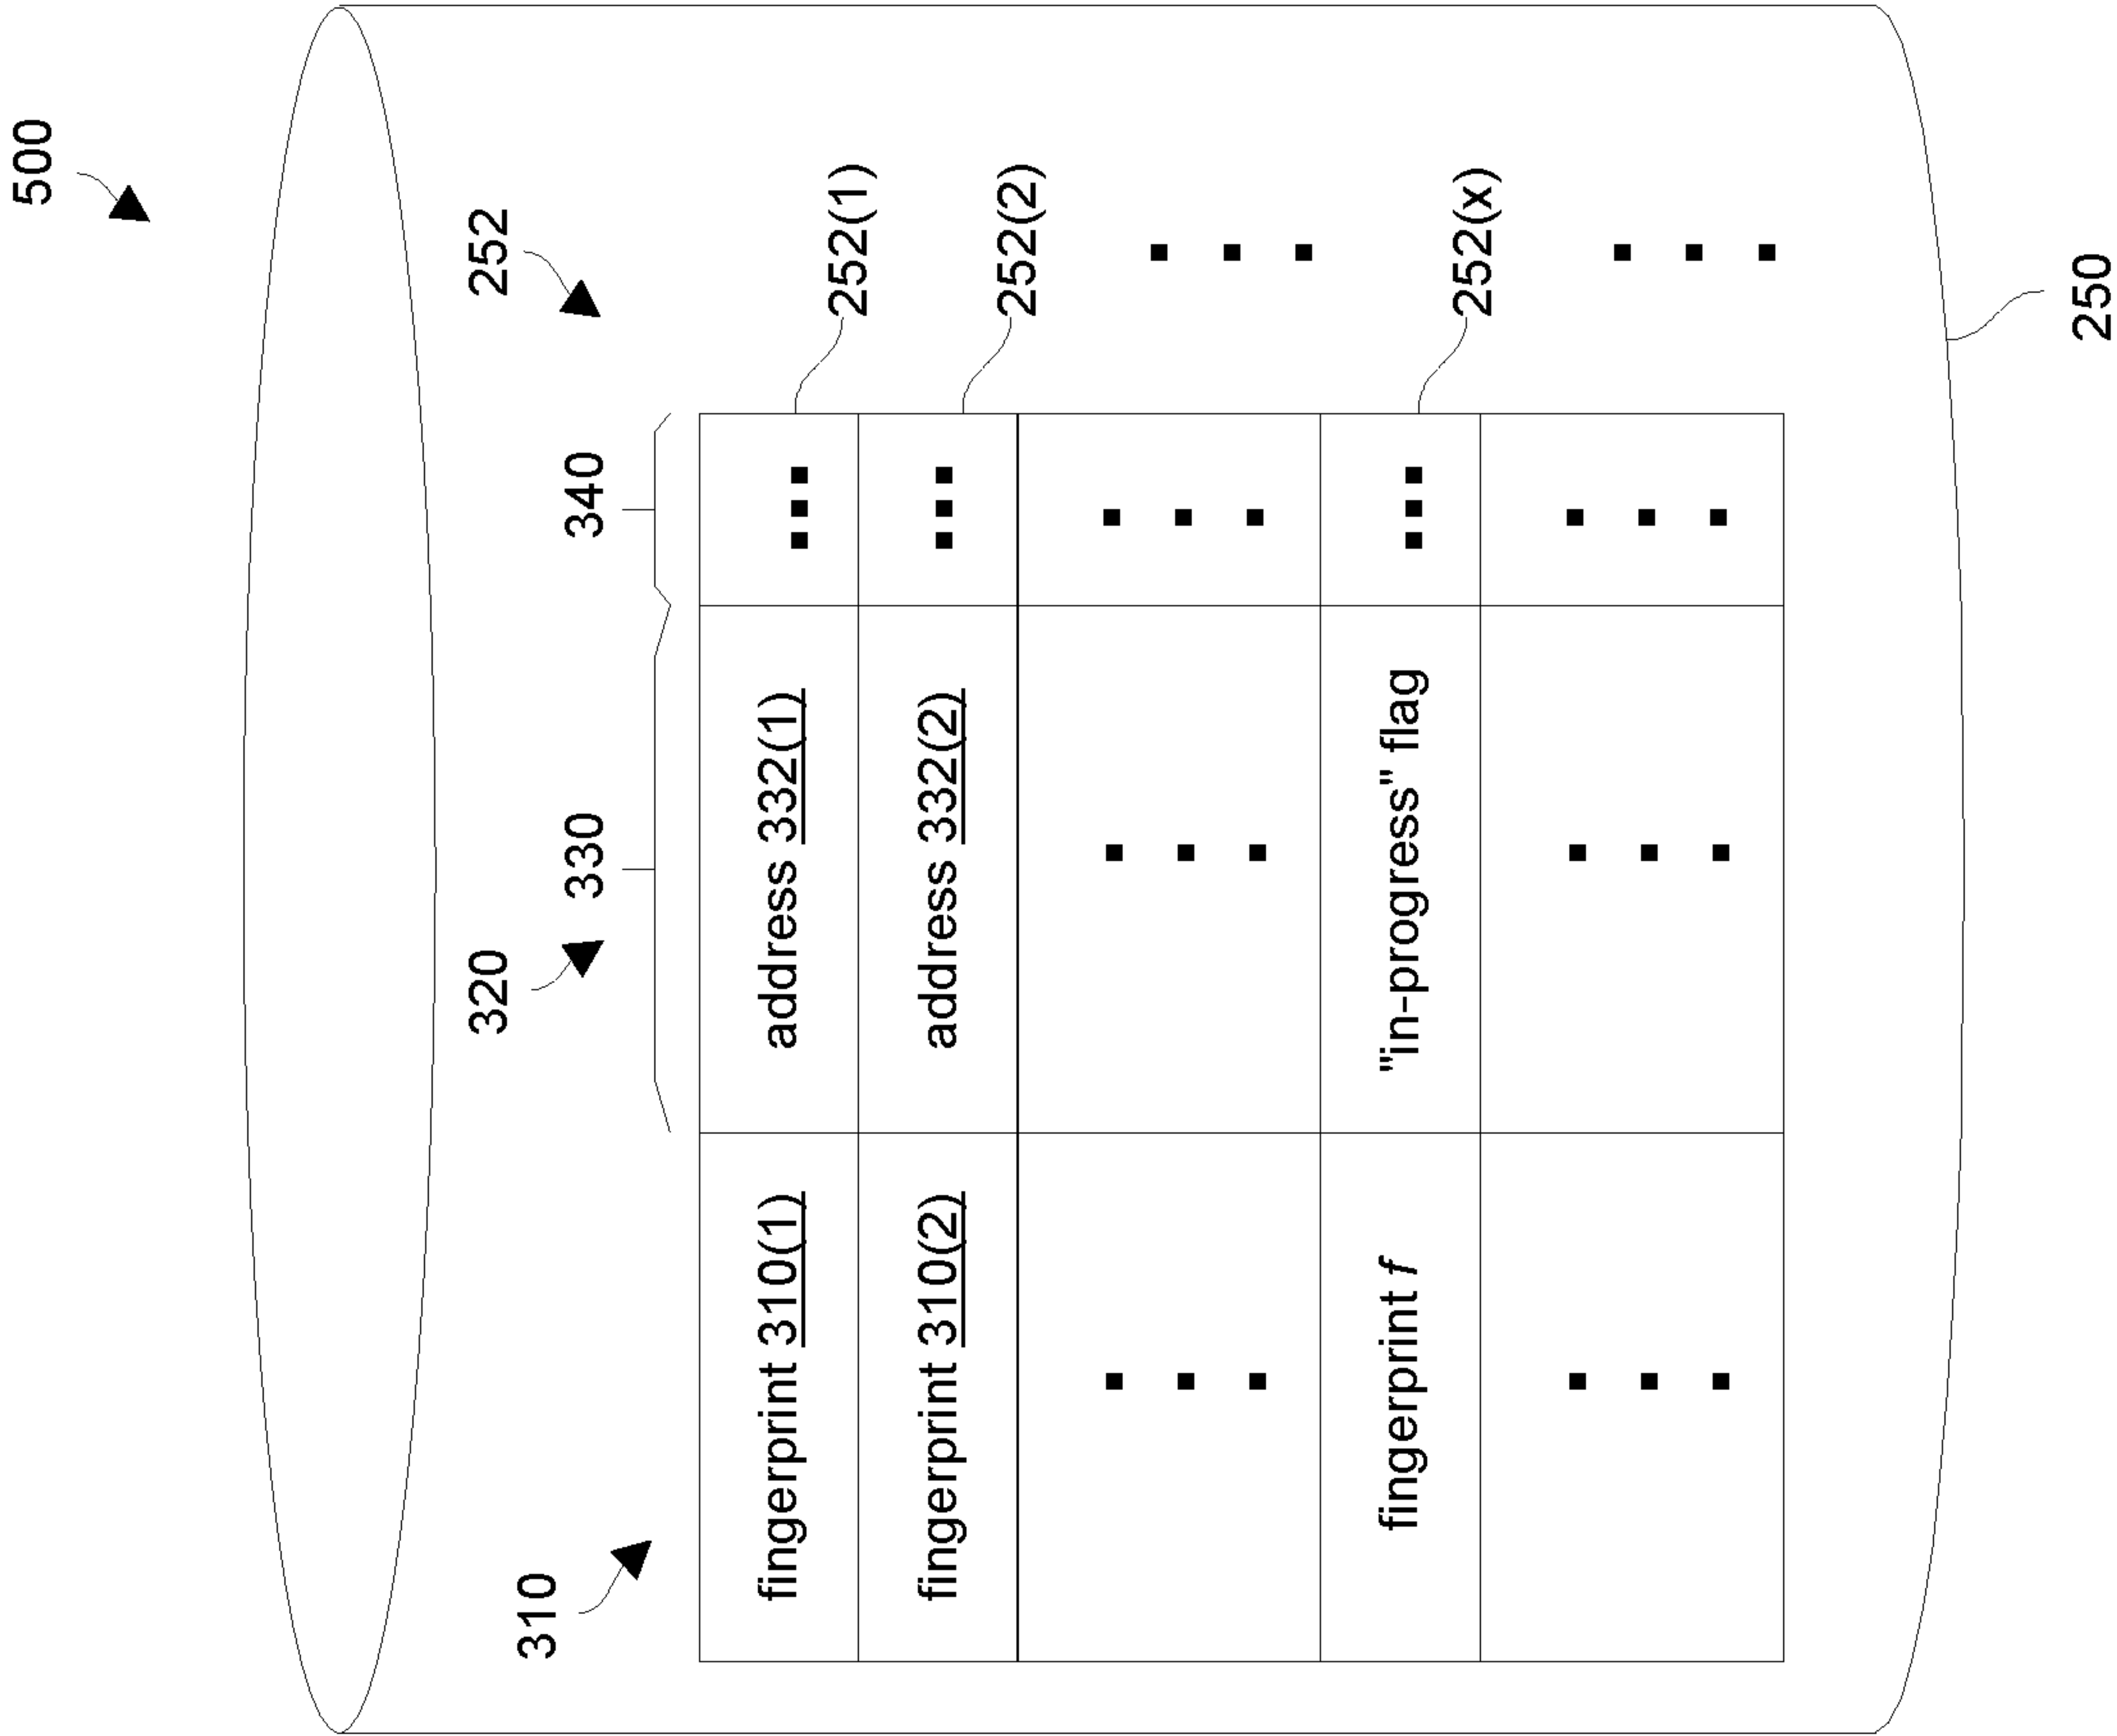 500
320 252
310
330 340
fingerprint 310(1) address 332(1) ... 252(1)
fingerprint 310(2) address 332(2) ... 252(2)
fingerprint f "in-progress" flag ... 252(x)
250